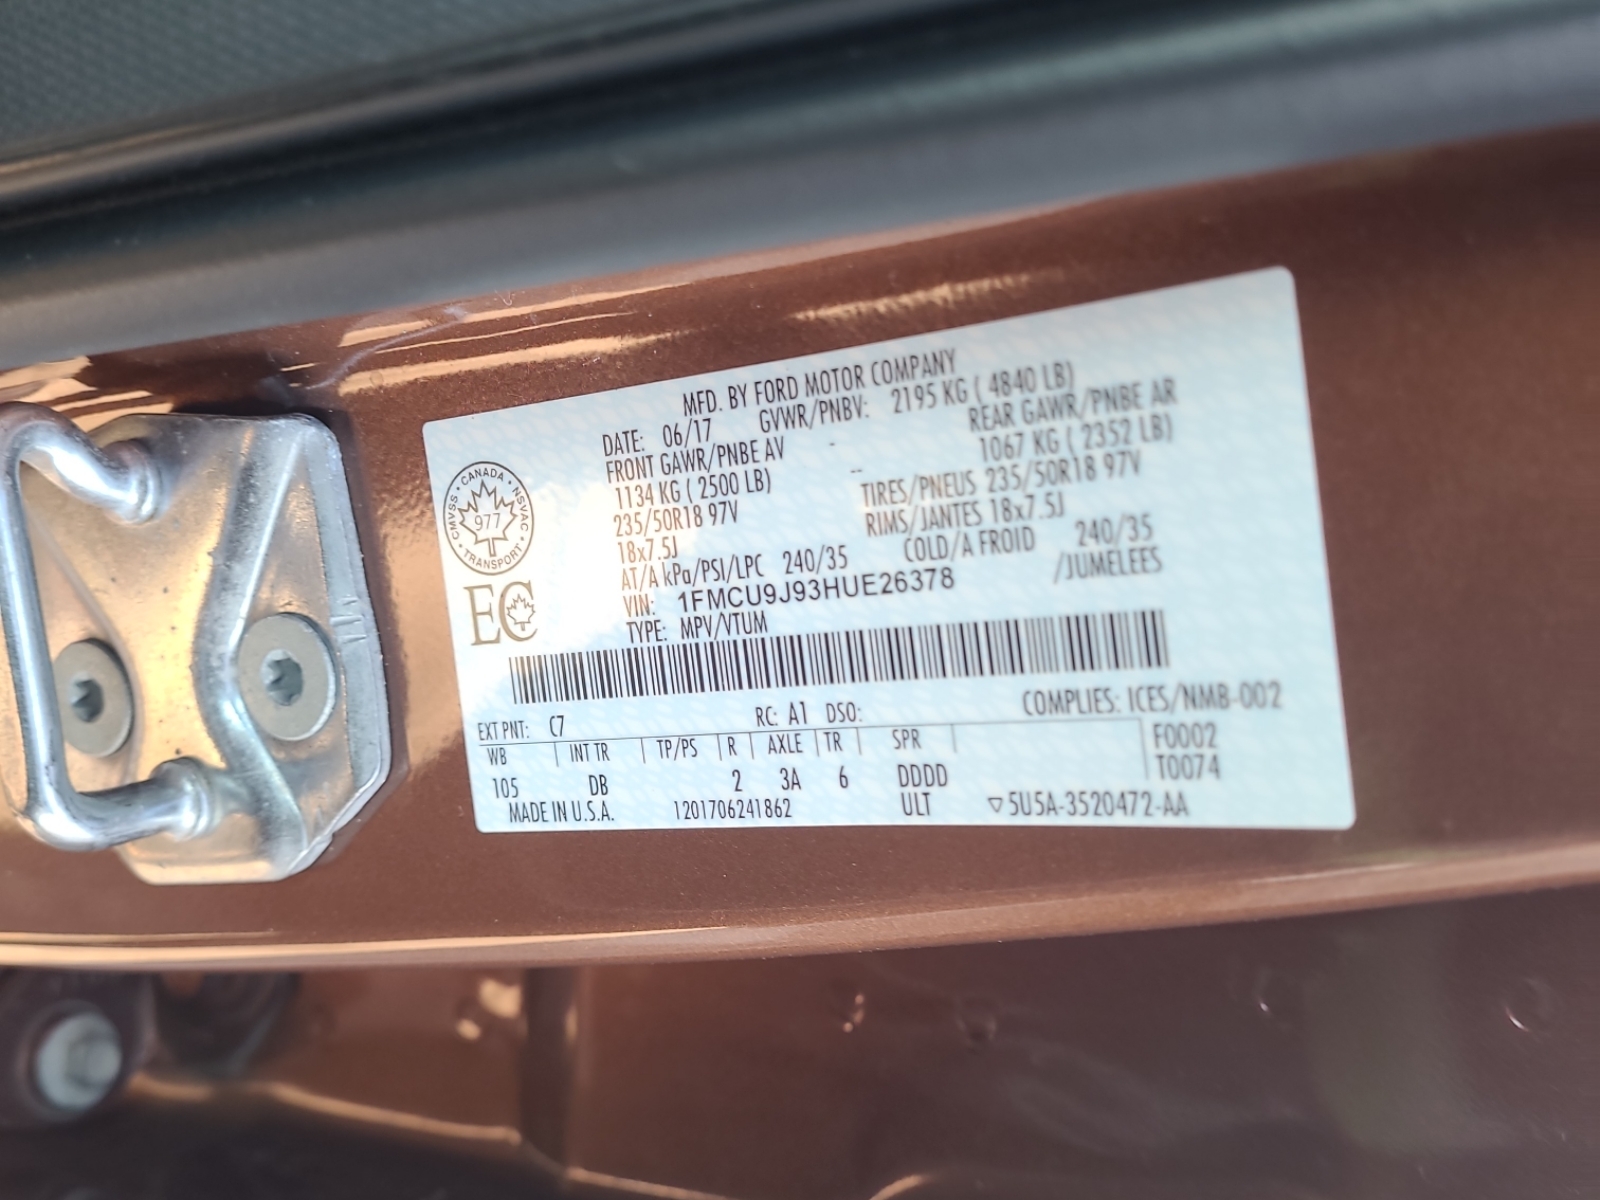 MFD. BY FORD MOTOR COMPANY
DATE: 06/17 GVWR/PNBV: 2195 KG ( 4840 LB)
FRONT GAWR/PNBE AV - REAR GAWR/PNBE AR
1134 KG ( 2500 LB) -- 1067 KG ( 2352 LB)
235/50R18 97V TIRES/PNEUS 235/50R18 97V
18x7.5J RIMS/JANTES 18x7.5J
AT/A kPa/PSI/LPC 240/35 COLD/A FROID 240/35
VIN: 1FMCU9J93HUE26378 /JUMELEES
TYPE: MPV/VTUM
CANADA • NSVAC • TRANSPORT • CMVSS •
977
EC
EXT PNT: C7 RC: A1 DSO: COMPLIES: ICES/NMB-002
WB INT TR TP/PS R AXLE TR SPR F0002
105 DB 2 3A 6 DDDD T0074
MADE IN U.S.A. 1201706241862 ULT ▽5U5A-3520472-AA